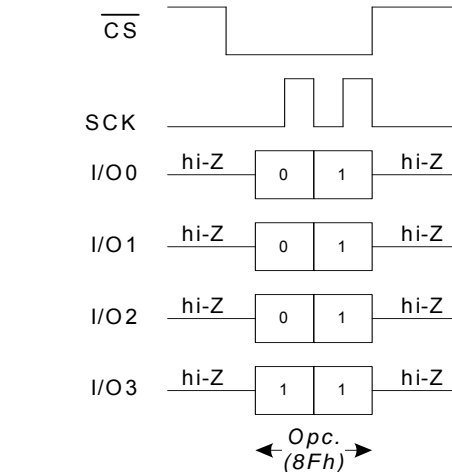 CS
SCK
I/O0 hi-Z 0 1 hi-Z
I/O1 hi-Z 0 1 hi-Z
I/O2 hi-Z 0 1 hi-Z
I/O3 hi-Z 1 1 hi-Z
Opc.
(8Fh)